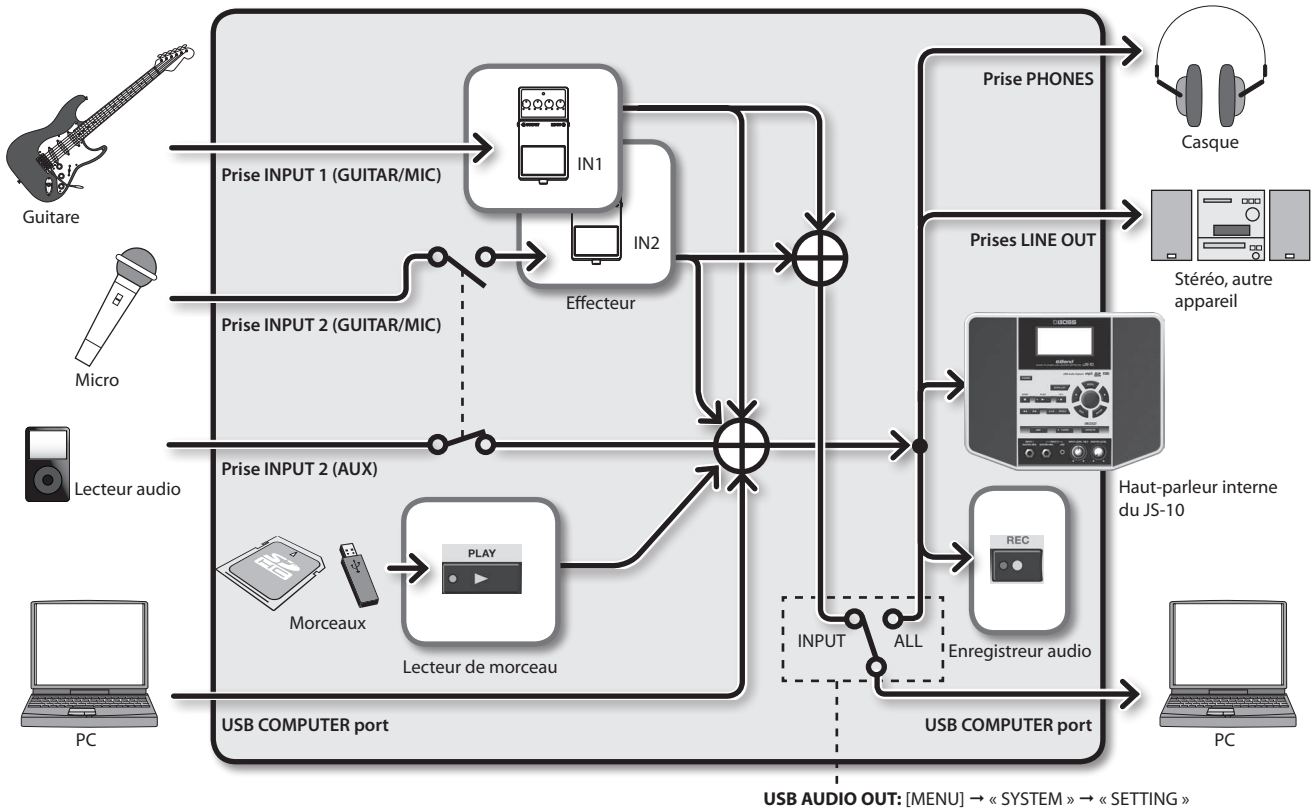 Prise PHONES
Casque
IN1
Prise INPUT 1 (GUITAR/MIC)
Guitare
IN2
Prises LINE OUT
Effecteur
Stéréo, autre
appareil
Prise INPUT 2 (GUITAR/MIC)
BOSS
Micro
Prise INPUT 2 (AUX)
Lecteur audio
Haut-parleur interne
du JS-10
PLAY
REC
Morceaux
INPUT
ALL
Enregistreur audio
Lecteur de morceau
USB COMPUTER port
USB COMPUTER port
PC
PC
USB AUDIO OUT: [MENU] → « SYSTEM » → « SETTING »